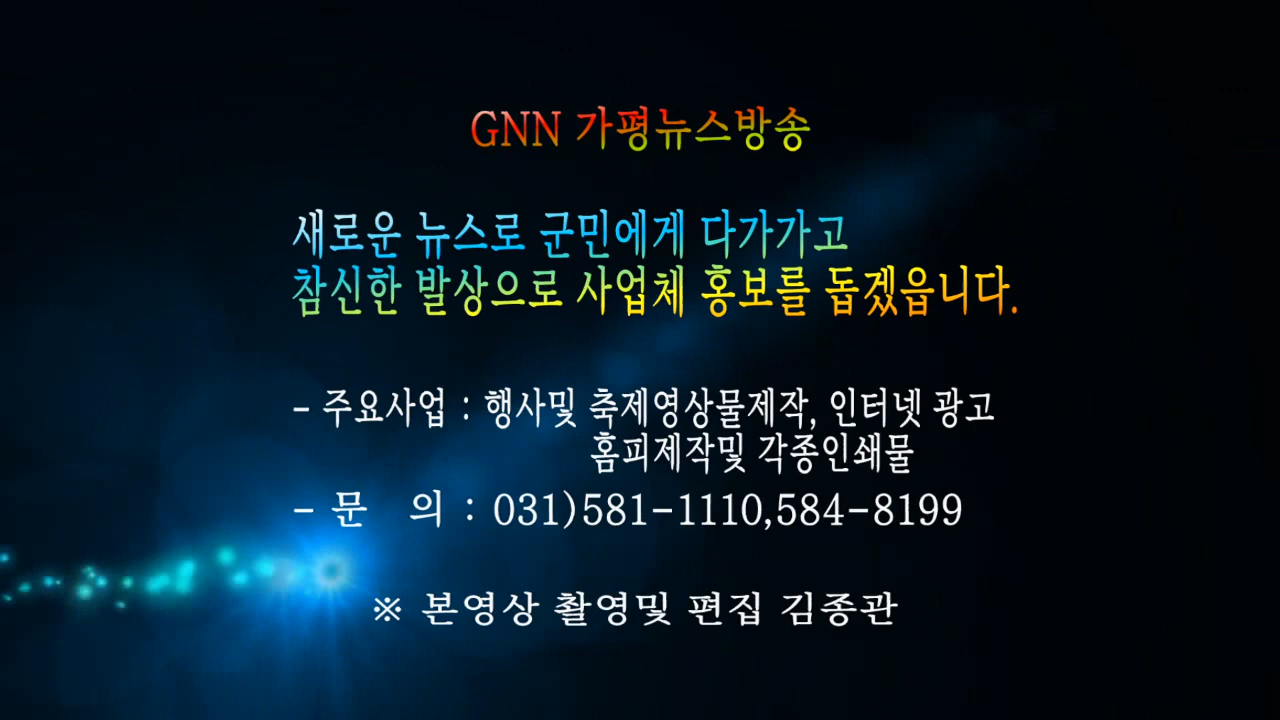 GNN 가평뉴스방송
새로운 뉴스로 군민에게 다가가고
참신한 발상으로 사업체 홍보를 돕겠읍니다.
- 주요사업 : 행사및 축제영상물제작, 인터넷 광고
홈피제작및 각종인쇄물
- 문 의 : 031)581-1110,584-8199
※ 본영상 촬영및 편집 김종관